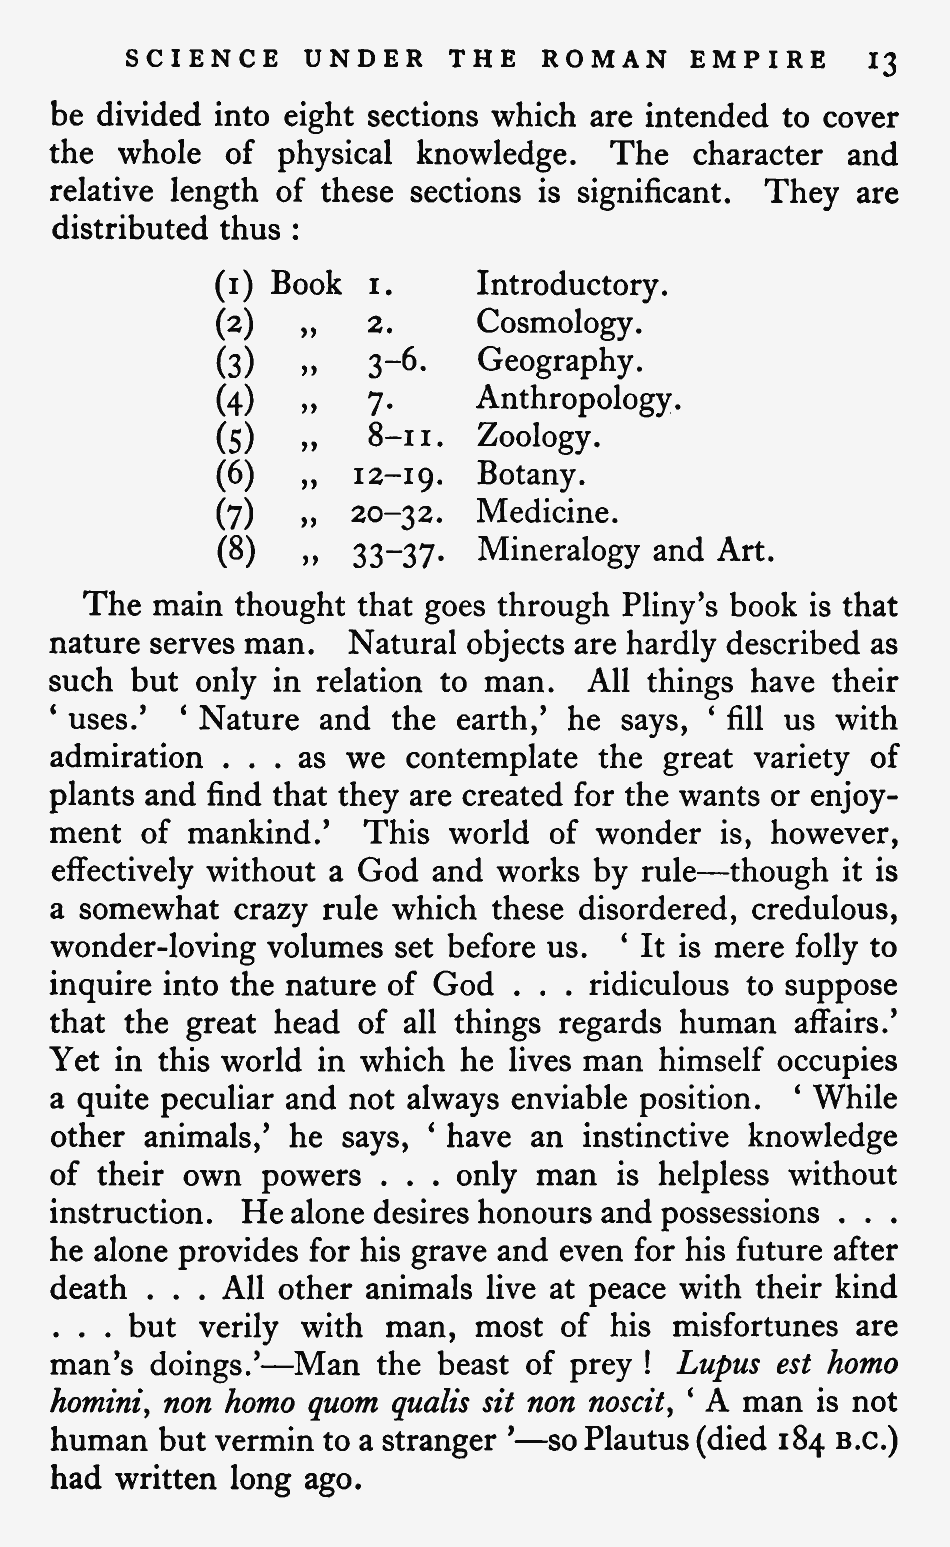 SCIENCE UNDER THE ROMAN EMPIRE 13
be divided into eight sections which are intended to cover
the whole of physical knowledge. The character and
relative length of these sections is significant. They are
distributed thus :
(1) Book 1. Introductory.
(2) ,, 2. Cosmology.
(3) ,, 3–6. Geography.
(4) ,, 7. Anthropology.
(5) ,, 8–11. Zoology.
(6) ,, 12–19. Botany.
(7) ,, 20–32. Medicine.
(8) ,, 33–37. Mineralogy and Art.
The main thought that goes through Pliny’s book is that
nature serves man. Natural objects are hardly described as
such but only in relation to man. All things have their
‘ uses.’ ‘ Nature and the earth,’ he says, ‘ fill us with
admiration . . . as we contemplate the great variety of
plants and find that they are created for the wants or enjoy-
ment of mankind.’ This world of wonder is, however,
effectively without a God and works by rule—though it is
a somewhat crazy rule which these disordered, credulous,
wonder-loving volumes set before us. ‘ It is mere folly to
inquire into the nature of God . . . ridiculous to suppose
that the great head of all things regards human affairs.’
Yet in this world in which he lives man himself occupies
a quite peculiar and not always enviable position. ‘ While
other animals,’ he says, ‘ have an instinctive knowledge
of their own powers . . . only man is helpless without
instruction. He alone desires honours and possessions . . .
he alone provides for his grave and even for his future after
death . . . All other animals live at peace with their kind
. . . but verily with man, most of his misfortunes are
man’s doings.’—Man the beast of prey ! Lupus est homo
homini, non homo quom qualis sit non noscit, ‘ A man is not
human but vermin to a stranger ’—so Plautus (died 184 B.C.)
had written long ago.